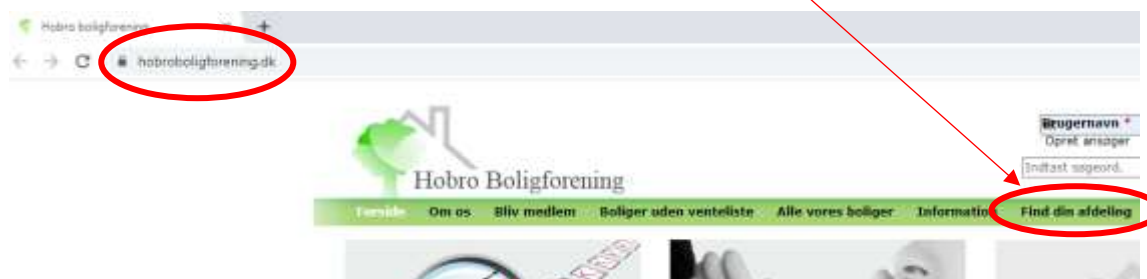 Hobro boligforening
hobroboligforening.dk
Brugernavn *
Opret ansøger
Indtast søgeord.
Hobro Boligforening
Forside Om os Bliv medlem Boliger uden venteliste Alle vores boliger Information Find din afdeling